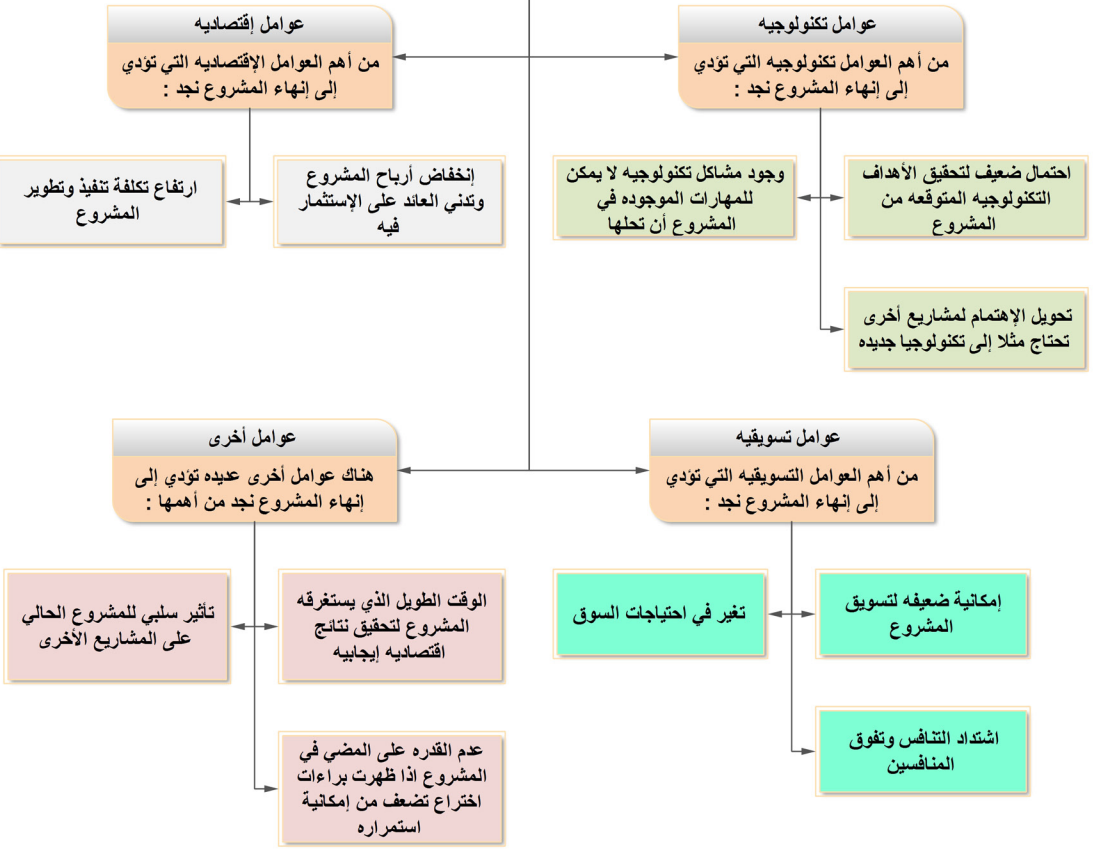 عوامل تكنولوجيه
من أهم العوامل تكنولوجيه التي تؤدي
إلى إنهاء المشروع نجد :
احتمال ضعيف لتحقيق الأهداف
التكنولوجيه المتوقعه من
المشروع
وجود مشاكل تكنولوجيه لا يمكن
للمهارات الموجوده في
المشروع أن تحلها
تحويل الإهتمام لمشاريع أخرى
تحتاج مثلا إلى تكنولوجيا جديده
عوامل إقتصاديه
من أهم العوامل الإقتصاديه التي تؤدي
إلى إنهاء المشروع نجد :
إنخفاض أرباح المشروع
وتدني العائد على الإستثمار
فيه
ارتفاع تكلفة تنفيذ وتطوير
المشروع
عوامل تسويقيه
من أهم العوامل التسويقيه التي تؤدي
إلى إنهاء المشروع نجد :
إمكانية ضعيفه لتسويق
المشروع
تغير في احتياجات السوق
اشتداد التنافس وتفوق
المنافسين
عوامل أخرى
هناك عوامل أخرى عديده تؤدي إلى
إنهاء المشروع نجد من أهمها :
الوقت الطويل الذي يستغرقه
المشروع لتحقيق نتائج
اقتصاديه إيجابيه
تأثير سلبي للمشروع الحالي
على المشاريع الأخرى
عدم القدره على المضي في
المشروع اذا ظهرت براءات
اختراع تضعف من إمكانية
استمراره